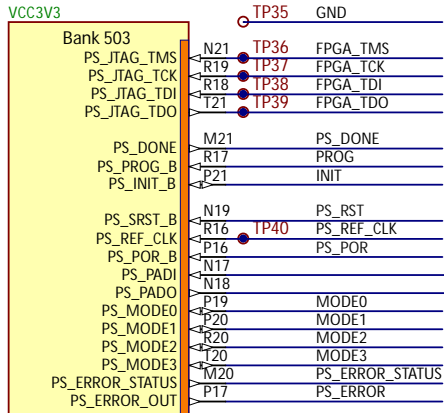 VCC3V3 TP35 GND
Bank 503
PS_JTAG_TMS N21 TP36 FPGA_TMS
PS_JTAG_TCK R19 TP37 FPGA_TCK
PS_JTAG_TDI R18 TP38 FPGA_TDI
PS_JTAG_TDO T21 TP39 FPGA_TDO
PS_DONE M21 PS_DONE
PS_PROG_B R17 PROG
PS_INIT_B P21 INIT
PS_SRST_B N19 PS_RST
PS_REF_CLK R16 TP40 PS_REF_CLK
PS_POR_B P16 PS_POR
PS_PADI N17
PS_PADO N18
PS_MODE0 P19 MODE0
PS_MODE1 P20 MODE1
PS_MODE2 R20 MODE2
PS_MODE3 T20 MODE3
PS_ERROR_STATUS M20 PS_ERROR_STATUS
PS_ERROR_OUT P17 PS_ERROR